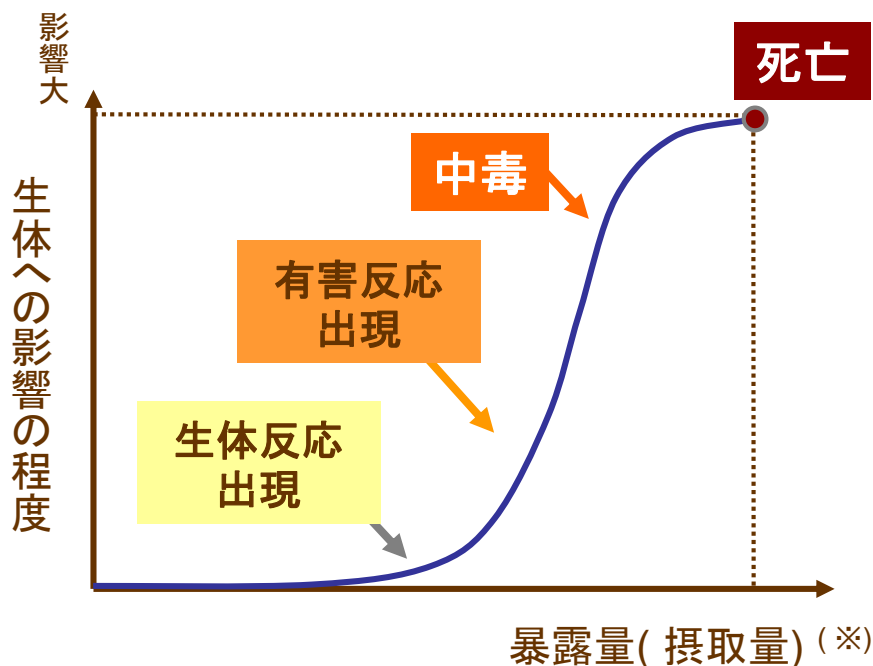 影響大
死亡
中毒
有害反応
出現
生体反応
出現
生体への影響の程度
暴露量( 摂取量) ( ※)